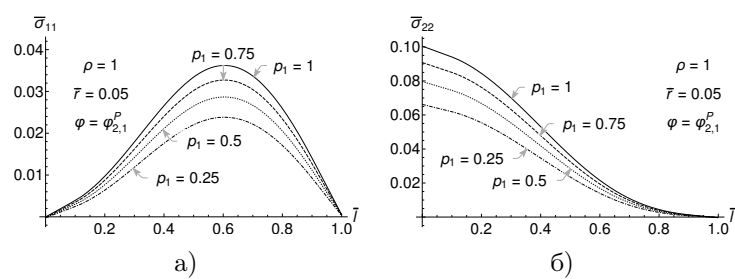 σ̅₁₁
0.04
0.03
0.02
0.01
ρ = 1
r̅ = 0.05
φ = φᴾ₂,₁
p₁ = 0.75
p₁ = 1
p₁ = 0.5
p₁ = 0.25
0.2 0.4 0.6 0.8 1.0 l̅
а)
σ̅₂₂
0.10
0.08
0.06
0.04
0.02
p₁ = 1
p₁ = 0.75
p₁ = 0.25
p₁ = 0.5
ρ = 1
r̅ = 0.05
φ = φᴾ₂,₁
0.2 0.4 0.6 0.8 1.0 l̅
б)